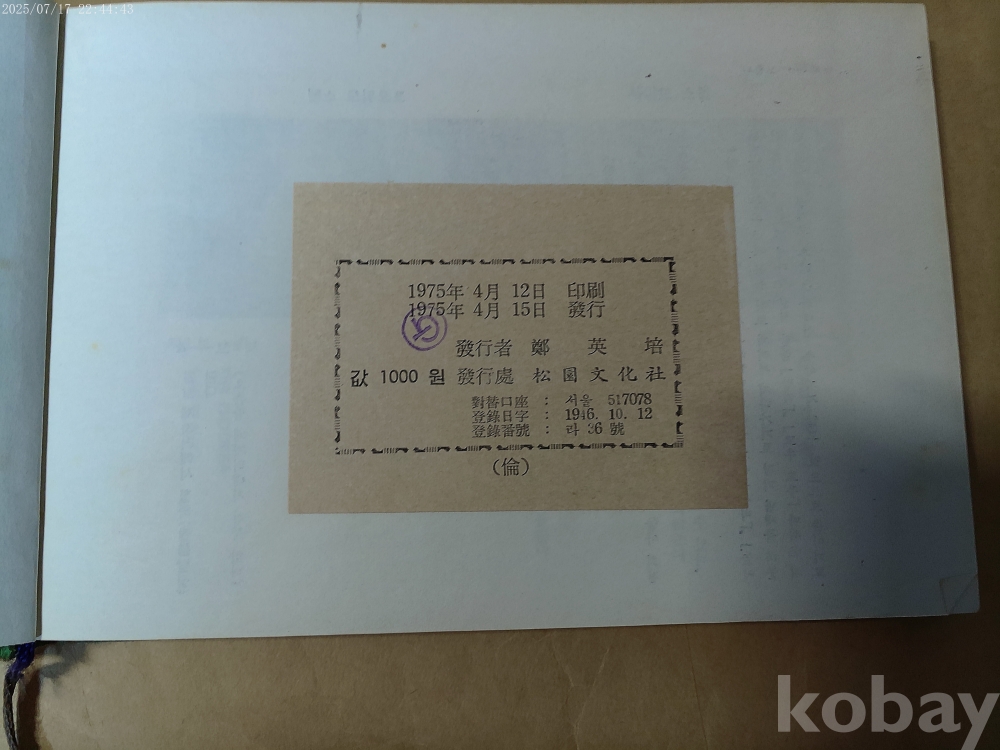 2025/07/17 22:44:43
1975年 4月 12日 印刷
1975年 4月 15日 發行
發行者 鄭 英 培
값 1000 원 發行處 松園文化社
對替口座 : 서울 517078
登錄日字 : 1946. 10. 12
登錄番號 : 라 36 號
(倫)
kobay